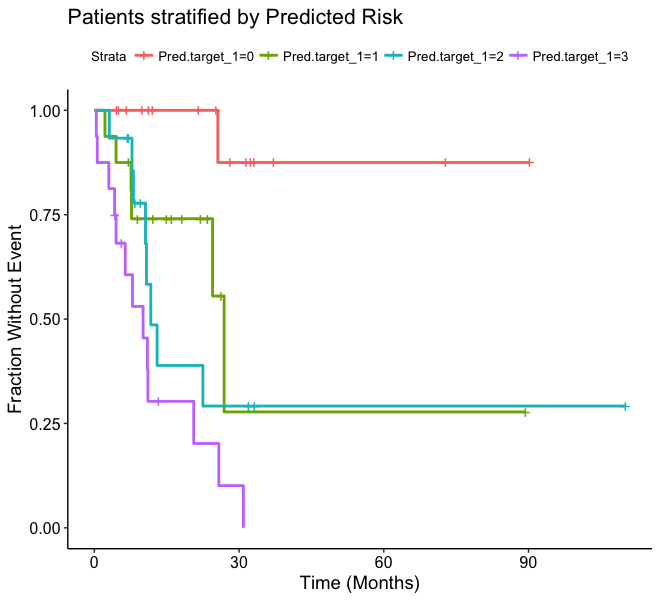 Patients stratified by Predicted Risk
Strata Pred.target_1=0 Pred.target_1=1 Pred.target_1=2 Pred.target_1=3
Fraction Without Event
1.00
0.75
0.50
0.25
0.00
0 30 60 90
Time (Months)